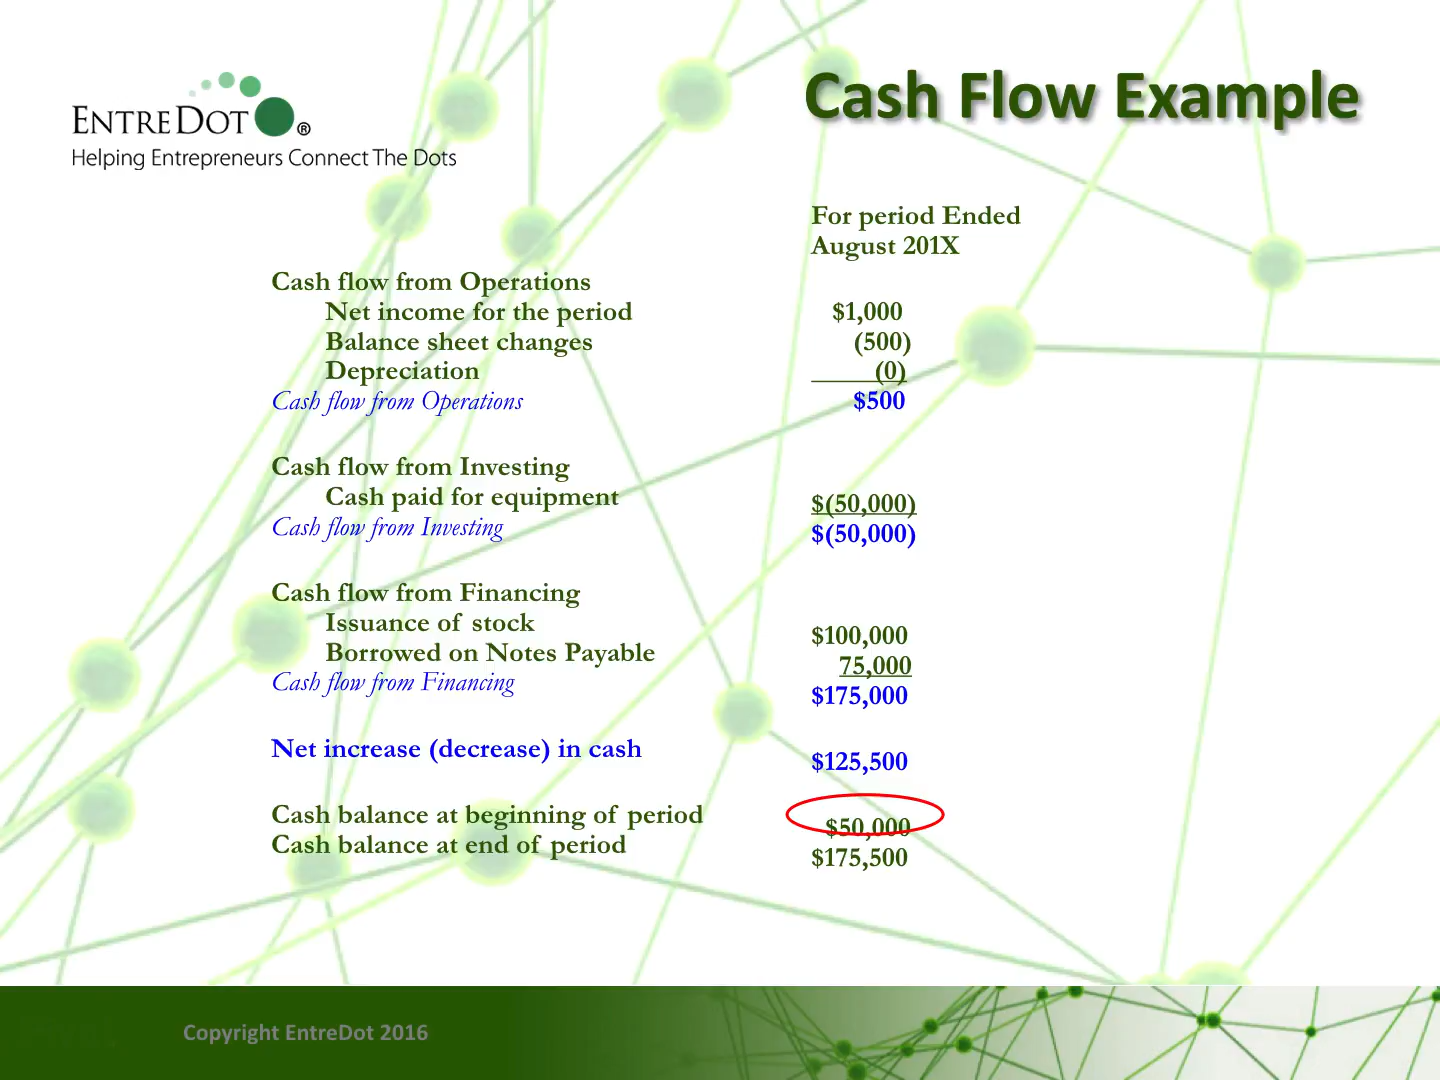 ENTREDOT ®
Helping Entrepreneurs Connect The Dots
Cash Flow Example
For period Ended
August 201X
Cash flow from Operations
Net income for the period $1,000
Balance sheet changes (500)
Depreciation (0)
Cash flow from Operations $500
Cash flow from Investing
Cash paid for equipment $(50,000)
Cash flow from Investing $(50,000)
Cash flow from Financing
Issuance of stock $100,000
Borrowed on Notes Payable 75,000
Cash flow from Financing $175,000
Net increase (decrease) in cash $125,500
Cash balance at beginning of period $50,000
Cash balance at end of period $175,500
Copyright EntreDot 2016